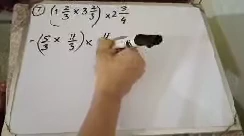 7) (1 2/3 × 3 2/3) × 2 3/4
= (5/3 × 11/3) × 11